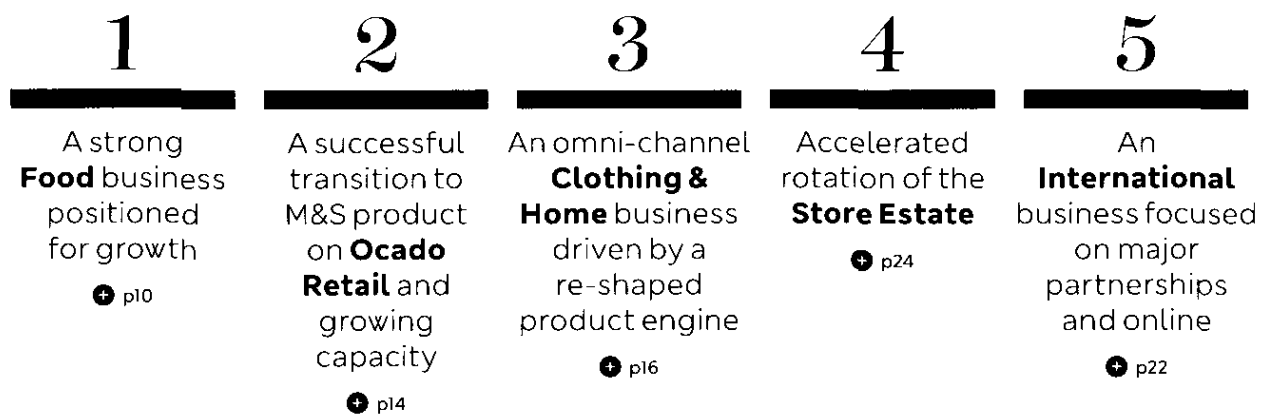 1
A strong
Food business
positioned
for growth
p10
2
A successful
transition to
M&S product
on Ocado
Retail and
growing
capacity
p14
3
An omni-channel
Clothing &
Home business
driven by a
re-shaped
product engine
p16
4
Accelerated
rotation of the
Store Estate
p24
5
An
International
business focused
on major
partnerships
and online
p22